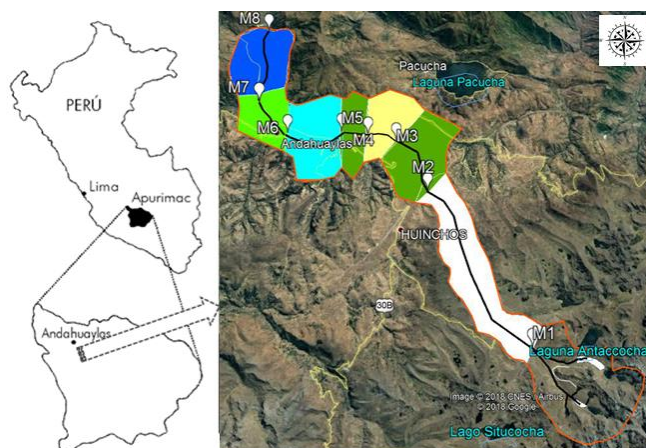 PERÚ
Lima
Apurimac
Andahuaylas
M8
Pacucha
Laguna Pacucha
M7
M6
M5
M4
M3
Andahuaylas
M2
HUINCHOS
30B
M1
Laguna Antaccocha
Image © 2018 CNES / Airbus
© 2018 Google
Lago Situcocha